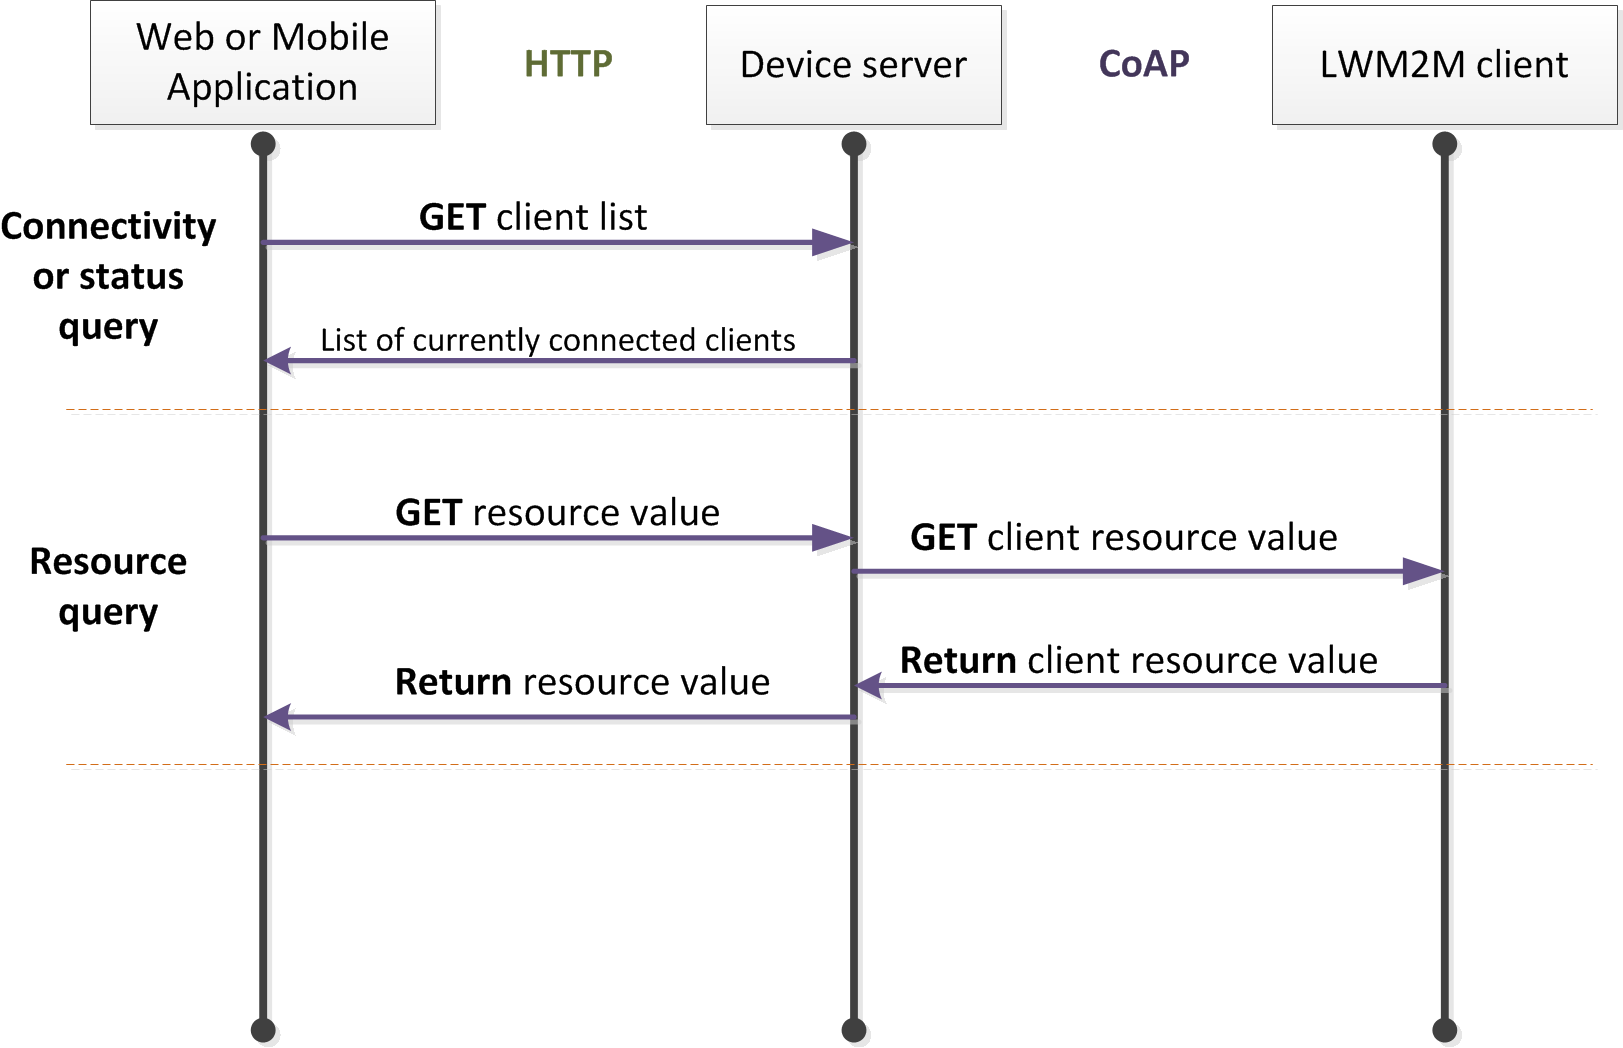 Web or Mobile
Application
HTTP
Device server
CoAP
LWM2M client
Connectivity
or status
query
GET client list
List of currently connected clients
Resource
query
GET resource value
GET client resource value
Return client resource value
Return resource value